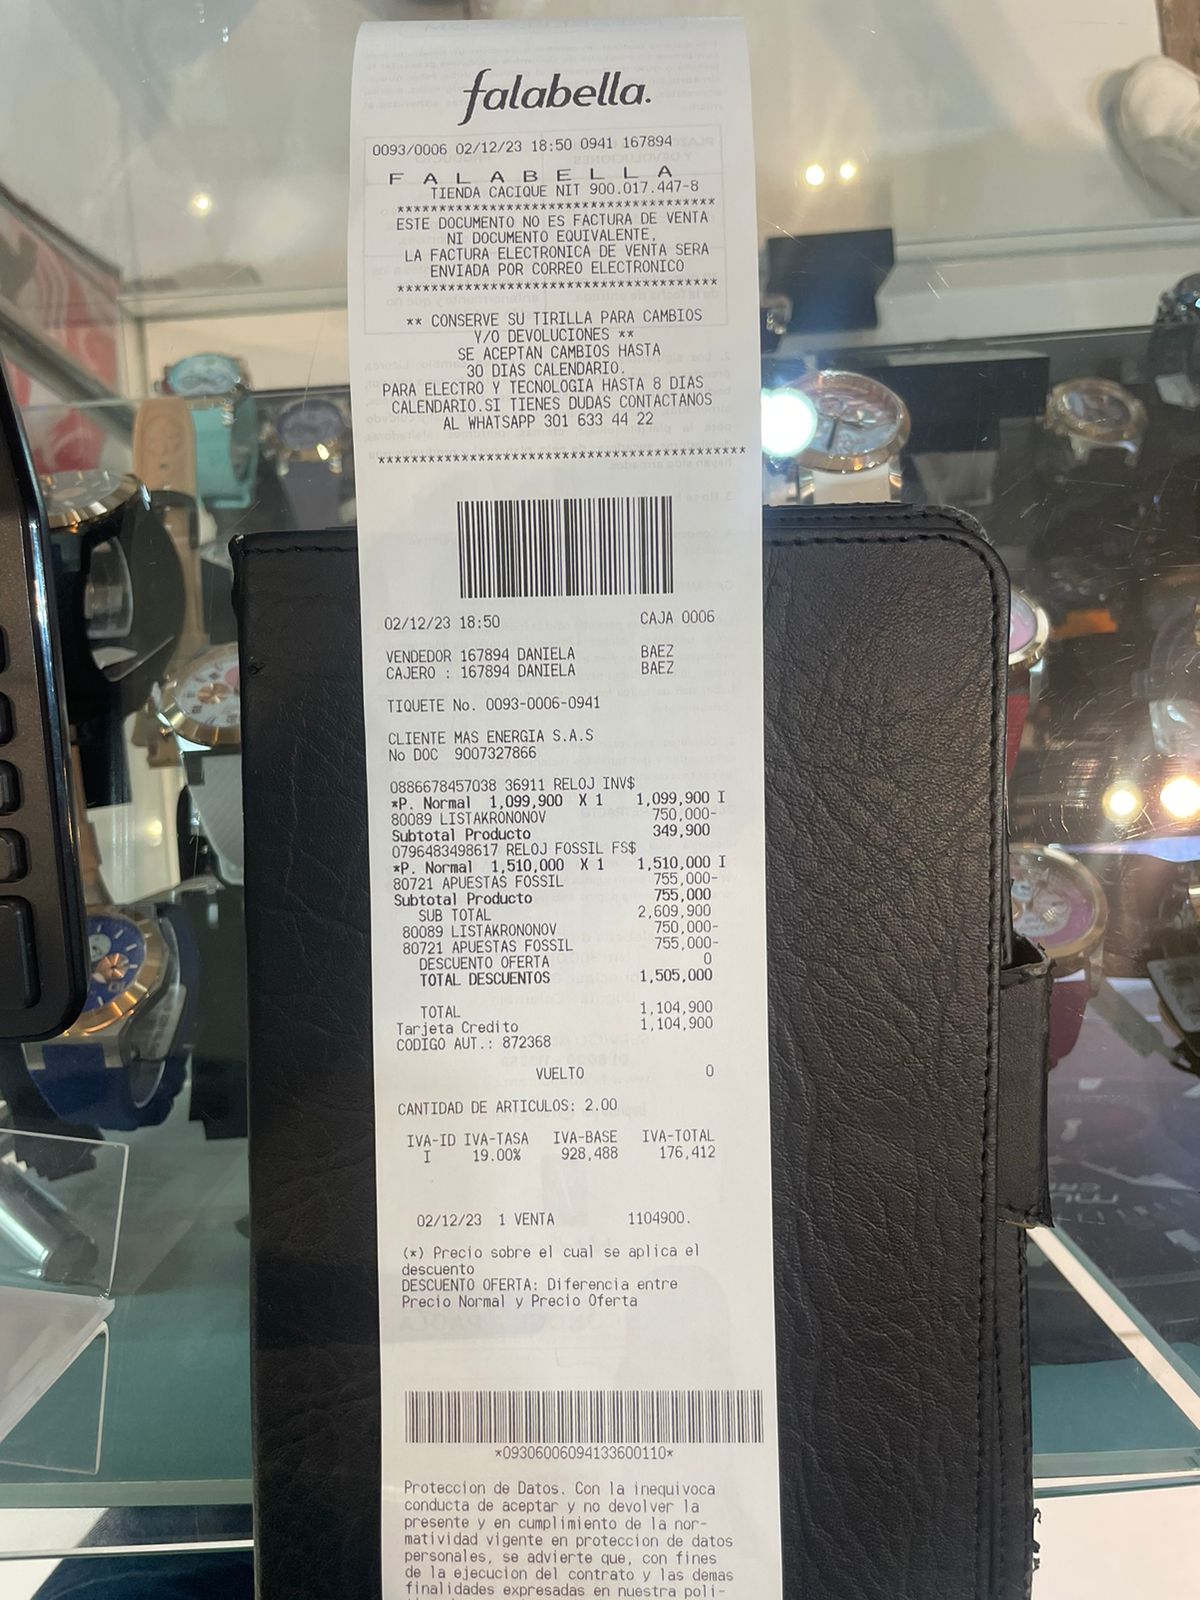 falabella.
0093/0006 02/12/23 18:50 0941 167894
F A L A B E L L A
TIENDA CACIQUE NIT 900.017.447-8
**************************************
ESTE DOCUMENTO NO ES FACTURA DE VENTA
NI DOCUMENTO EQUIVALENTE,
LA FACTURA ELECTRONICA DE VENTA SERA
ENVIADA POR CORREO ELECTRONICO
**************************************
** CONSERVE SU TIRILLA PARA CAMBIOS
Y/O DEVOLUCIONES **
SE ACEPTAN CAMBIOS HASTA
30 DIAS CALENDARIO.
PARA ELECTRO Y TECNOLOGIA HASTA 8 DIAS
CALENDARIO.SI TIENES DUDAS CONTACTANOS
AL WHATSAPP 301 633 44 22
********************************************
02/12/23 18:50 CAJA 0006
VENDEDOR 167894 DANIELA BAEZ
CAJERO : 167894 DANIELA BAEZ
TIQUETE No. 0093-0006-0941
CLIENTE MAS ENERGIA S.A.S
No DOC 9007327866
0886678457038 36911 RELOJ INV$
*P. Normal 1,099,900 X 1 1,099,900 I
80089 LISTAKRONONOV 750,000-
Subtotal Producto 349,900
0796483498617 RELOJ FOSSIL FS$
*P. Normal 1,510,000 X 1 1,510,000 I
80721 APUESTAS FOSSIL 755,000-
Subtotal Producto 755,000
SUB TOTAL 2,609,900
80089 LISTAKRONONOV 750,000-
80721 APUESTAS FOSSIL 755,000-
DESCUENTO OFERTA 0
TOTAL DESCUENTOS 1,505,000
TOTAL 1,104,900
Tarjeta Credito 1,104,900
CODIGO AUT.: 872368
VUELTO 0
CANTIDAD DE ARTICULOS: 2.00
IVA-ID IVA-TASA IVA-BASE IVA-TOTAL
I 19.00% 928,488 176,412
02/12/23 1 VENTA 1104900.
(*) Precio sobre el cual se aplica el
descuento
DESCUENTO OFERTA: Diferencia entre
Precio Normal y Precio Oferta
*09306006094133600110*
Proteccion de Datos. Con la inequivoca
conducta de aceptar y no devolver la
presente y en cumplimiento de la nor-
matividad vigente en proteccion de datos
personales, se advierte que, con fines
de la ejecucion del contrato y las demas
finalidades expresadas en nuestra poli-